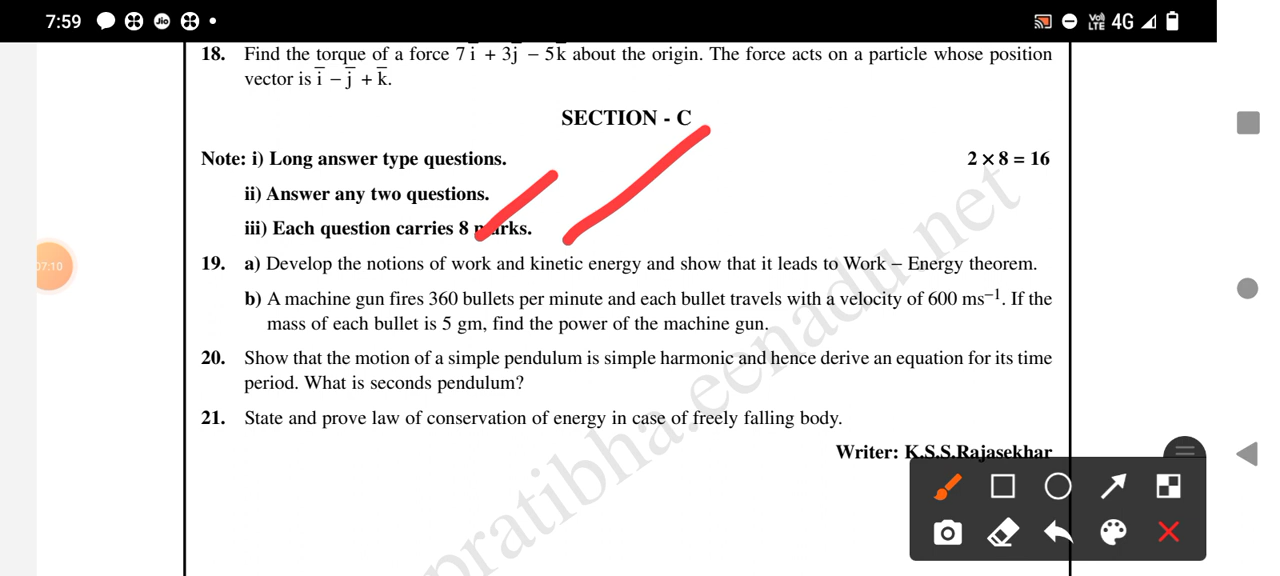 7:59
Jio
Vo)
LTE 4G
18. Find the torque of a force 7 i̅ + 3j̅ − 5k̅ about the origin. The force acts on a particle whose position
vector is i̅ − j̅ + k̅.
SECTION - C
Note: i) Long answer type questions. 2 × 8 = 16
ii) Answer any two questions.
iii) Each question carries 8 marks.
19. a) Develop the notions of work and kinetic energy and show that it leads to Work – Energy theorem.
b) A machine gun fires 360 bullets per minute and each bullet travels with a velocity of 600 ms⁻¹. If the
mass of each bullet is 5 gm, find the power of the machine gun.
07:10
20. Show that the motion of a simple pendulum is simple harmonic and hence derive an equation for its time
period. What is seconds pendulum?
21. State and prove law of conservation of energy in case of freely falling body.
Writer: K.S.S.Rajasekhar
pratibha.eenadu.net